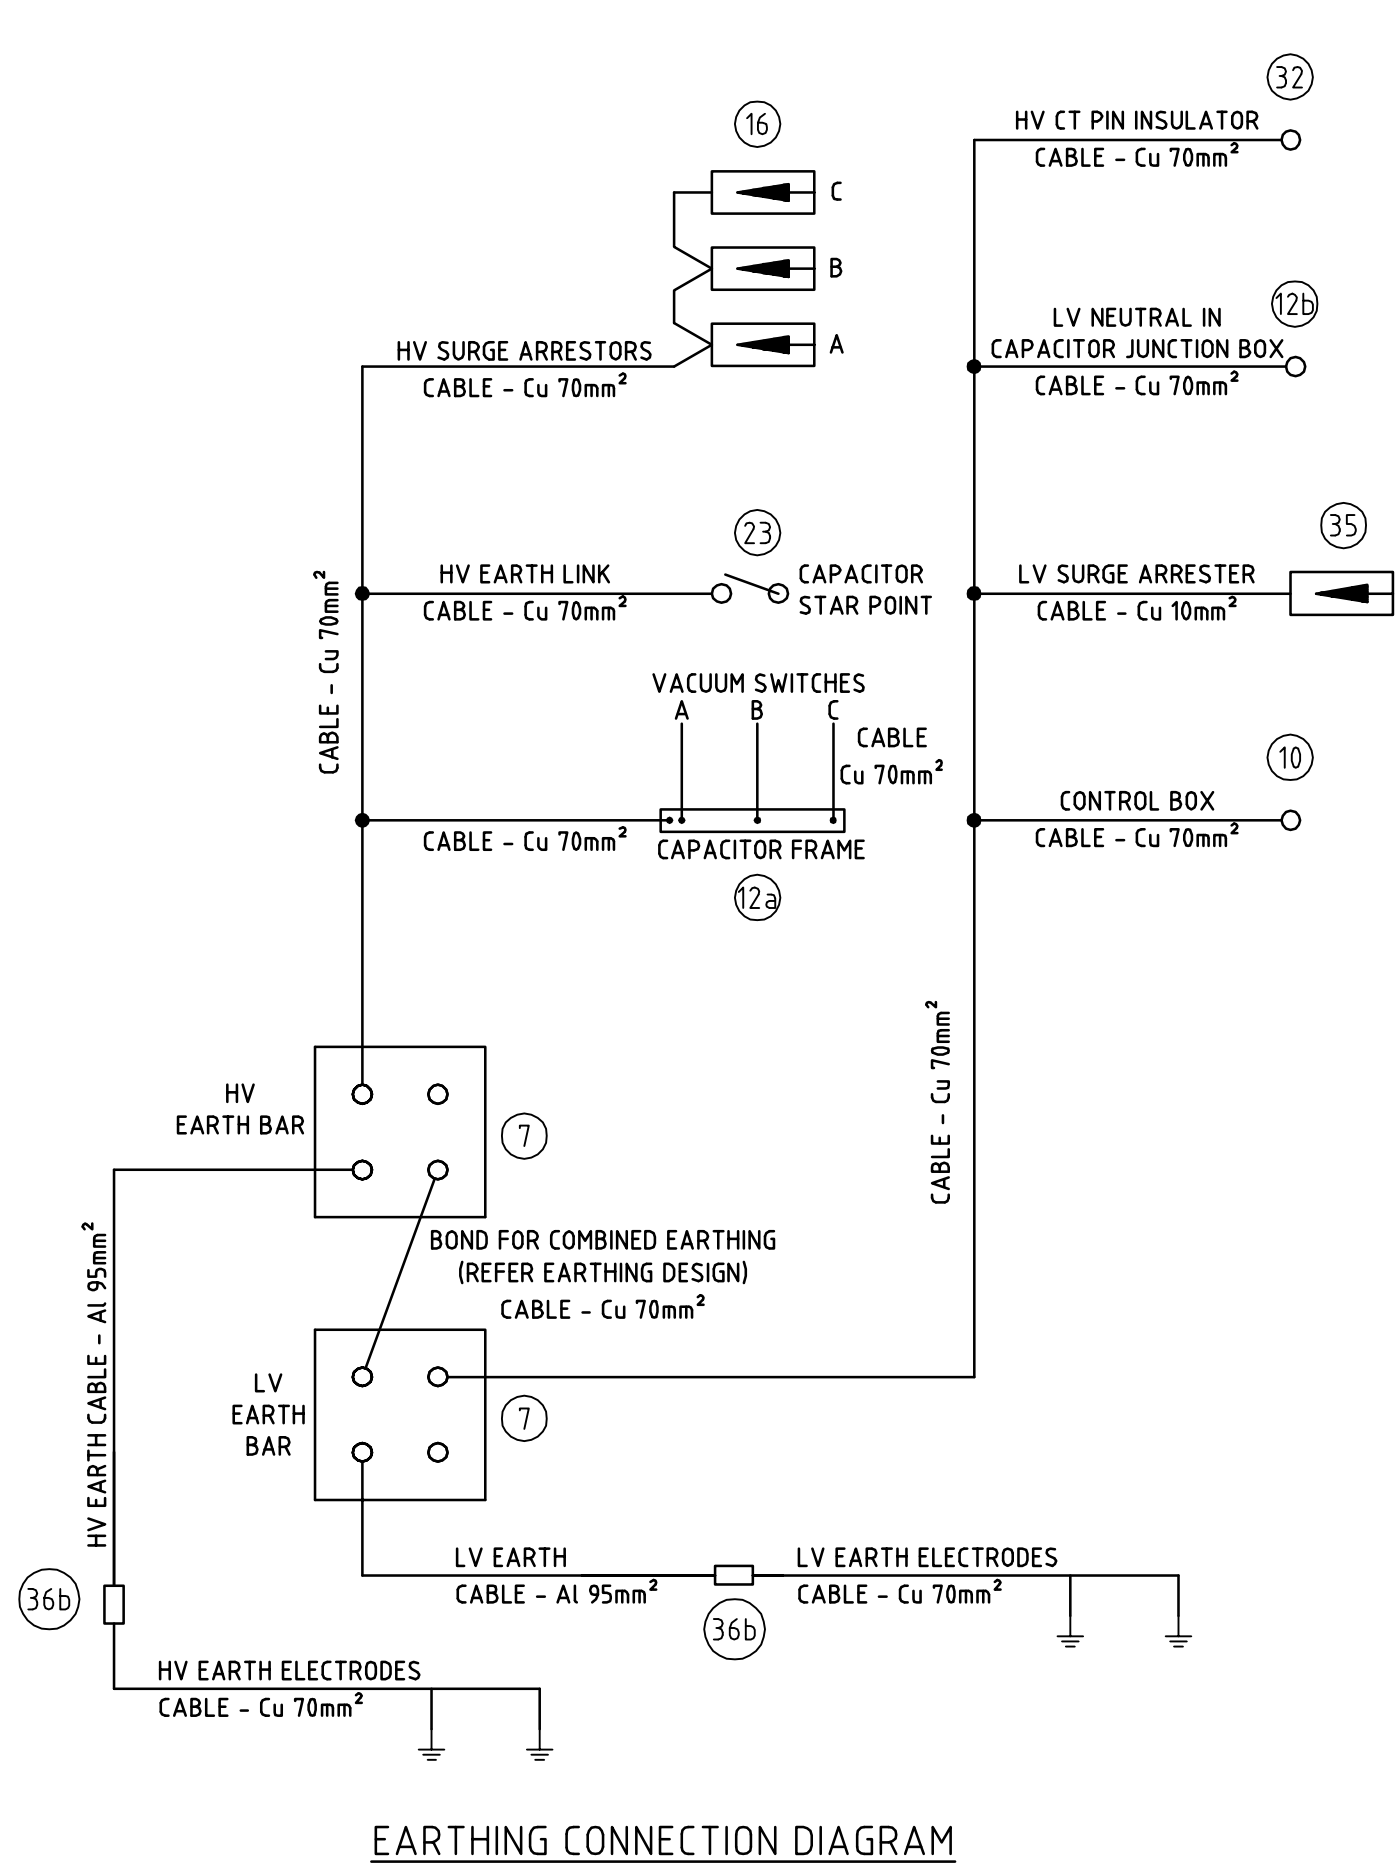 32
HV CT PIN INSULATOR
CABLE - Cu 70mm²
16
C
B
A
HV SURGE ARRESTORS
CABLE - Cu 70mm²
12b
LV NEUTRAL IN
CAPACITOR JUNCTION BOX
CABLE - Cu 70mm²
23
HV EARTH LINK
CABLE - Cu 70mm²
CAPACITOR
STAR POINT
35
LV SURGE ARRESTER
CABLE - Cu 10mm²
CABLE - Cu 70mm²
VACUUM SWITCHES
A B C
CABLE
Cu 70mm²
CABLE - Cu 70mm²
CAPACITOR FRAME
12a
10
CONTROL BOX
CABLE - Cu 70mm²
CABLE - Cu 70mm²
HV
EARTH BAR
7
HV EARTH CABLE - Al 95mm²
BOND FOR COMBINED EARTHING
(REFER EARTHING DESIGN)
CABLE - Cu 70mm²
LV
EARTH
BAR
7
LV EARTH
CABLE - Al 95mm²
36b
LV EARTH ELECTRODES
CABLE - Cu 70mm²
36b
HV EARTH ELECTRODES
CABLE - Cu 70mm²
EARTHING CONNECTION DIAGRAM